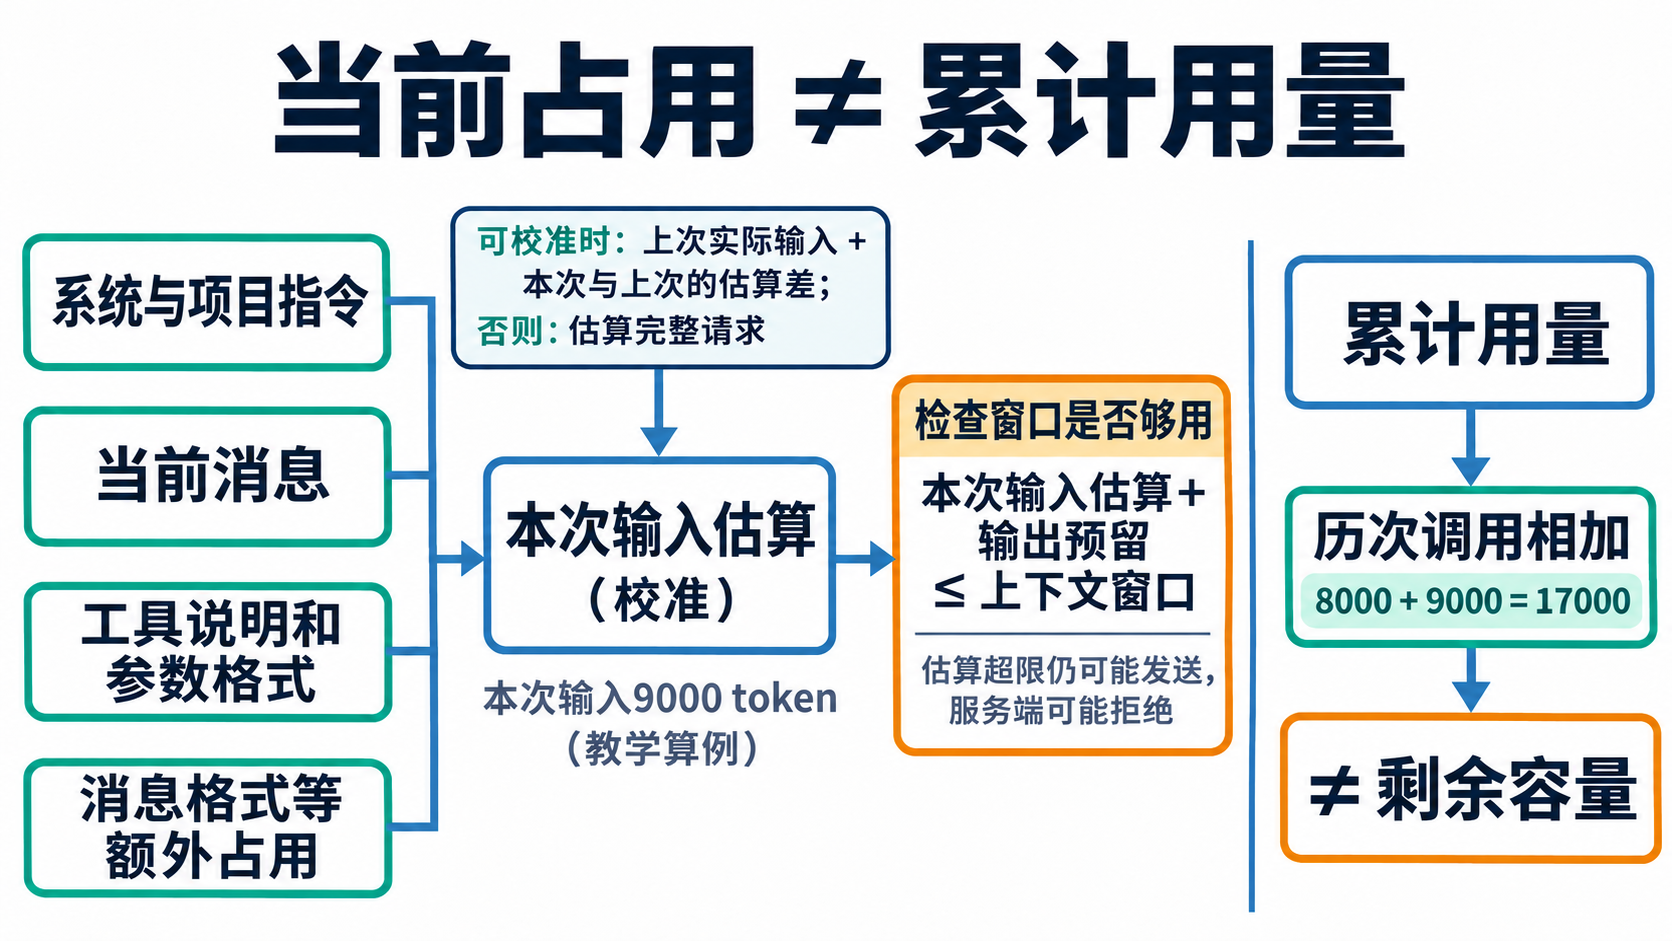 当前占用 ≠ 累计用量
系统与项目指令
当前消息
工具说明和
参数格式
消息格式等
额外占用
可校准时：上次实际输入 +
本次与上次的估算差；
否则：估算完整请求
本次输入估算
（校准）
本次输入9000 token
（教学算例）
检查窗口是否够用
本次输入估算+
输出预留
≤ 上下文窗口
估算超限仍可能发送，
服务端可能拒绝
累计用量
历次调用相加
8000 + 9000 = 17000
≠ 剩余容量